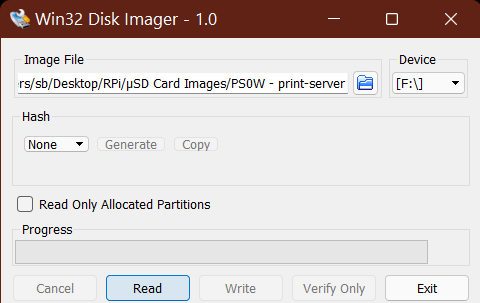 Win32 Disk Imager - 1.0
Image File
Device
ers/sb/Desktop/RPi/µSD Card Images/PS0W - print-server
[F:\]
Hash
None
Generate
Copy
Read Only Allocated Partitions
Progress
Cancel
Read
Write
Verify Only
Exit